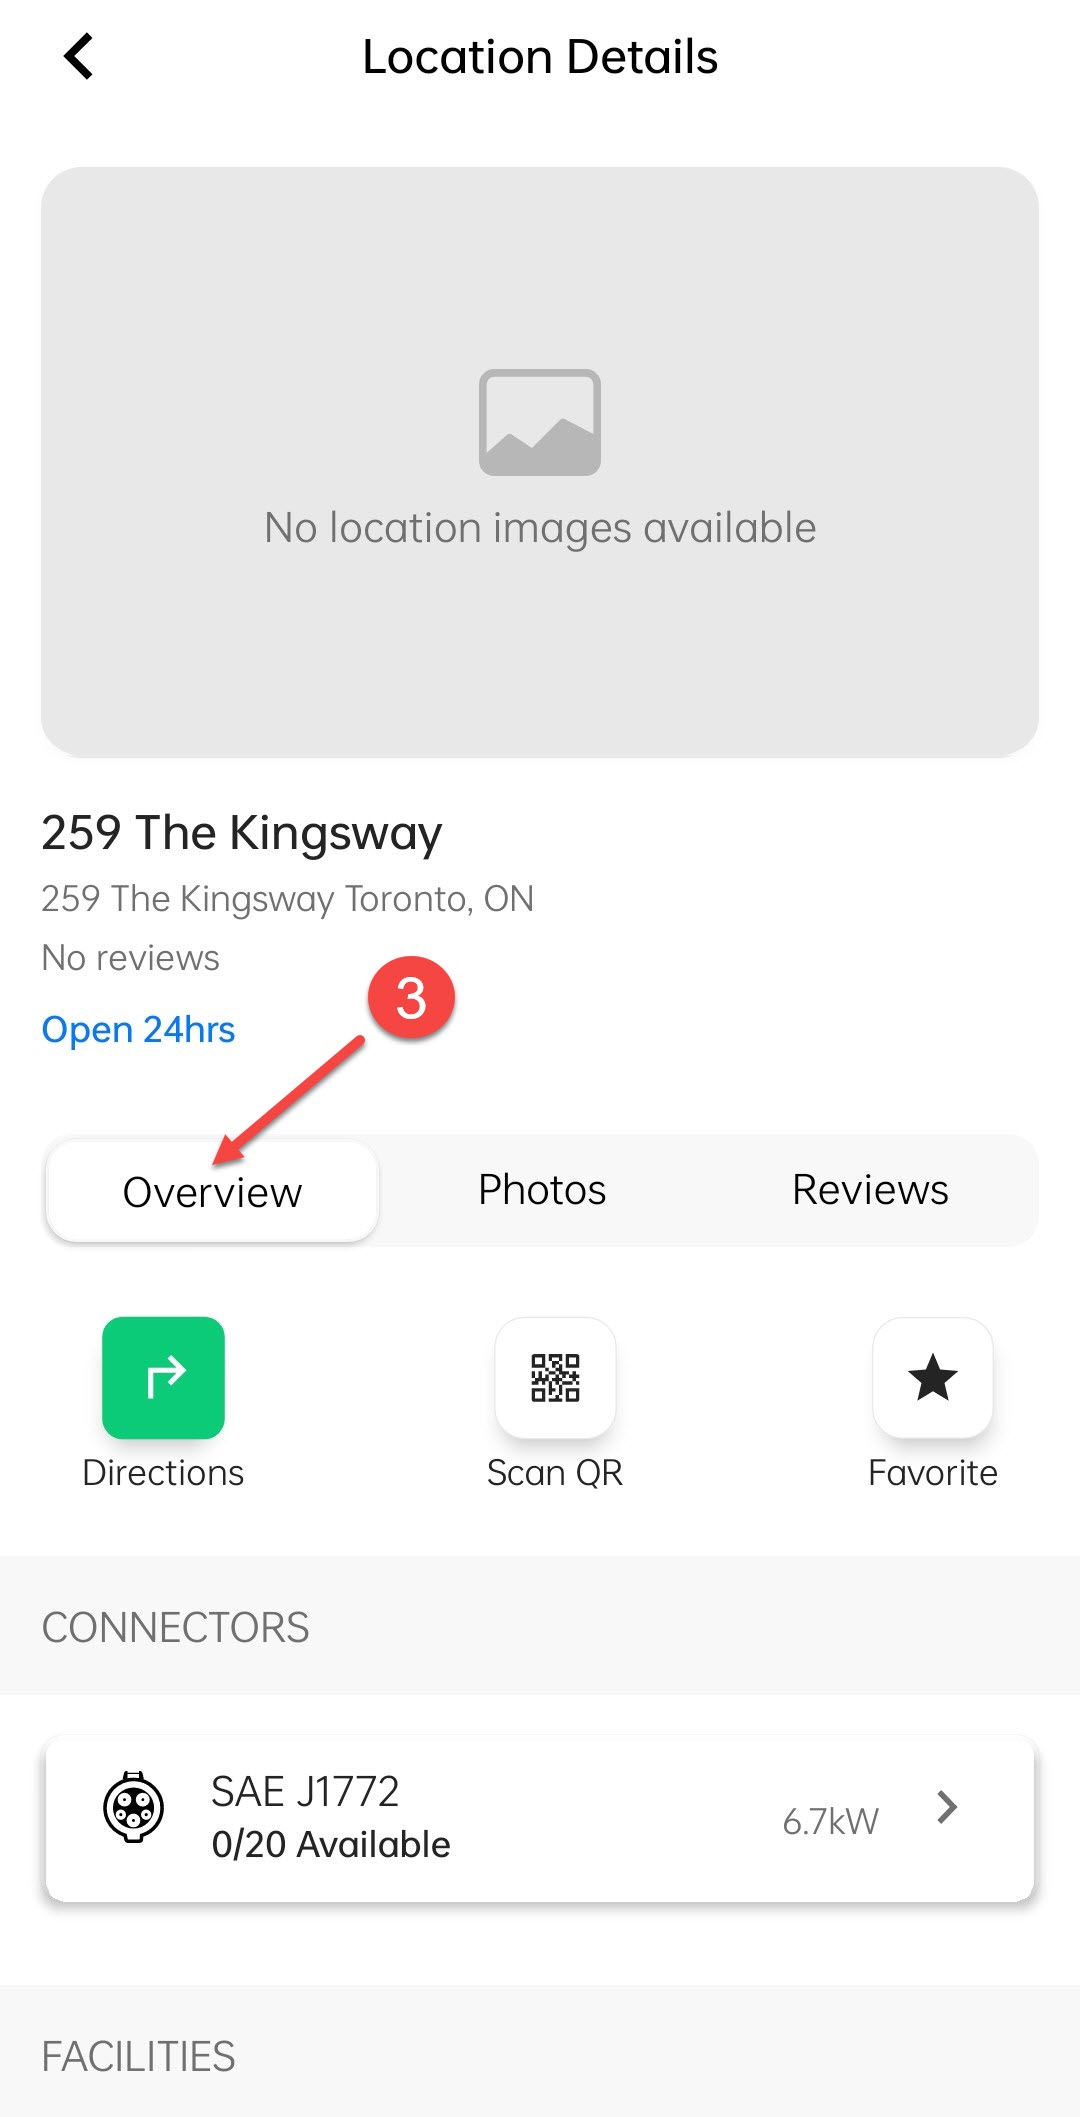 Location Details
No location images available
259 The Kingsway
259 The Kingsway Toronto, ON
No reviews
3
Open 24hrs
Overview
Photos
Reviews
Directions
Scan QR
Favorite
CONNECTORS
SAE J1772
0/20 Available
6.7kW
FACILITIES